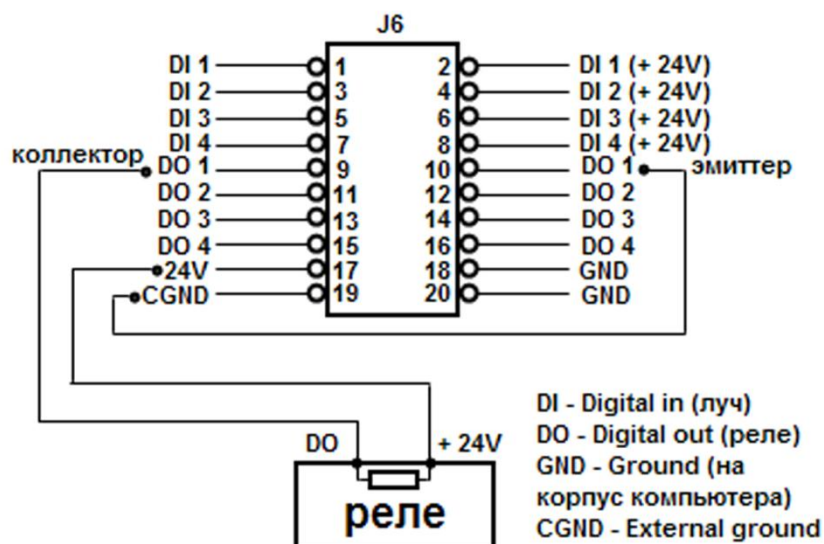 J6
DI 1 1 2 DI 1 (+ 24V)
DI 2 3 4 DI 2 (+ 24V)
DI 3 5 6 DI 3 (+ 24V)
DI 4 7 8 DI 4 (+ 24V)
коллектор DO 1 9 10 DO 1 эмиттер
DO 2 11 12 DO 2
DO 3 13 14 DO 3
DO 4 15 16 DO 4
24V 17 18 GND
CGND 19 20 GND
DO + 24V
реле
DI - Digital in (луч)
DO - Digital out (реле)
GND - Ground (на
корпус компьютера)
CGND - External ground